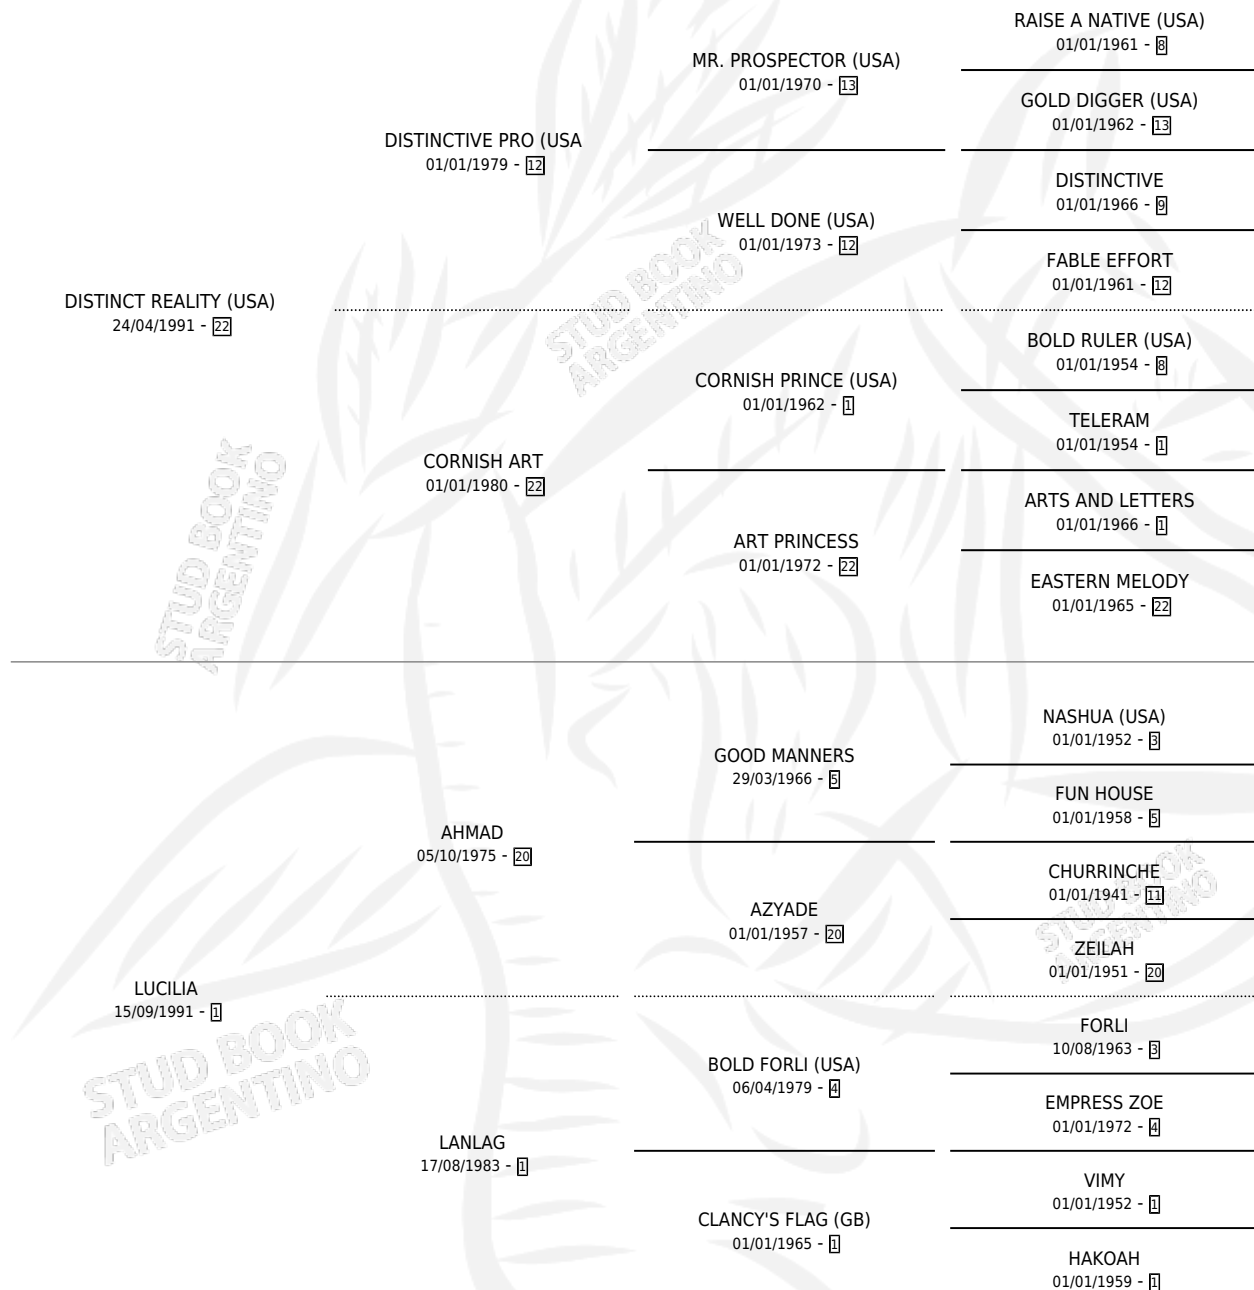 RAISE A NATIVE (USA)
01/01/1961 - 8
MR. PROSPECTOR (USA)
01/01/1970 - 13
GOLD DIGGER (USA)
01/01/1962 - 13
DISTINCTIVE PRO (USA
01/01/1979 - 12
DISTINCTIVE
01/01/1966 - 9
WELL DONE (USA)
01/01/1973 - 12
FABLE EFFORT
01/01/1961 - 12
DISTINCT REALITY (USA)
24/04/1991 - 22
BOLD RULER (USA)
01/01/1954 - 8
CORNISH PRINCE (USA)
01/01/1962 - 1
TELERAM
01/01/1954 - 1
CORNISH ART
01/01/1980 - 22
ARTS AND LETTERS
01/01/1966 - 1
ART PRINCESS
01/01/1972 - 22
EASTERN MELODY
01/01/1965 - 22
NASHUA (USA)
01/01/1952 - 3
GOOD MANNERS
29/03/1966 - 5
FUN HOUSE
01/01/1958 - 5
AHMAD
05/10/1975 - 20
CHURRINCHE
01/01/1941 - 11
AZYADE
01/01/1957 - 20
ZEILAH
01/01/1951 - 20
LUCILIA
15/09/1991 - 1
FORLI
10/08/1963 - 3
BOLD FORLI (USA)
06/04/1979 - 4
EMPRESS ZOE
01/01/1972 - 4
LANLAG
17/08/1983 - 1
VIMY
01/01/1952 - 1
CLANCY'S FLAG (GB)
01/01/1965 - 1
HAKOAH
01/01/1959 - 1
STUD BOOK
ARGENTINO
STUD BOOK
ARGENTINO
STUD BOOK
ARGENTINO
STUD BOOK
ARGENTINO